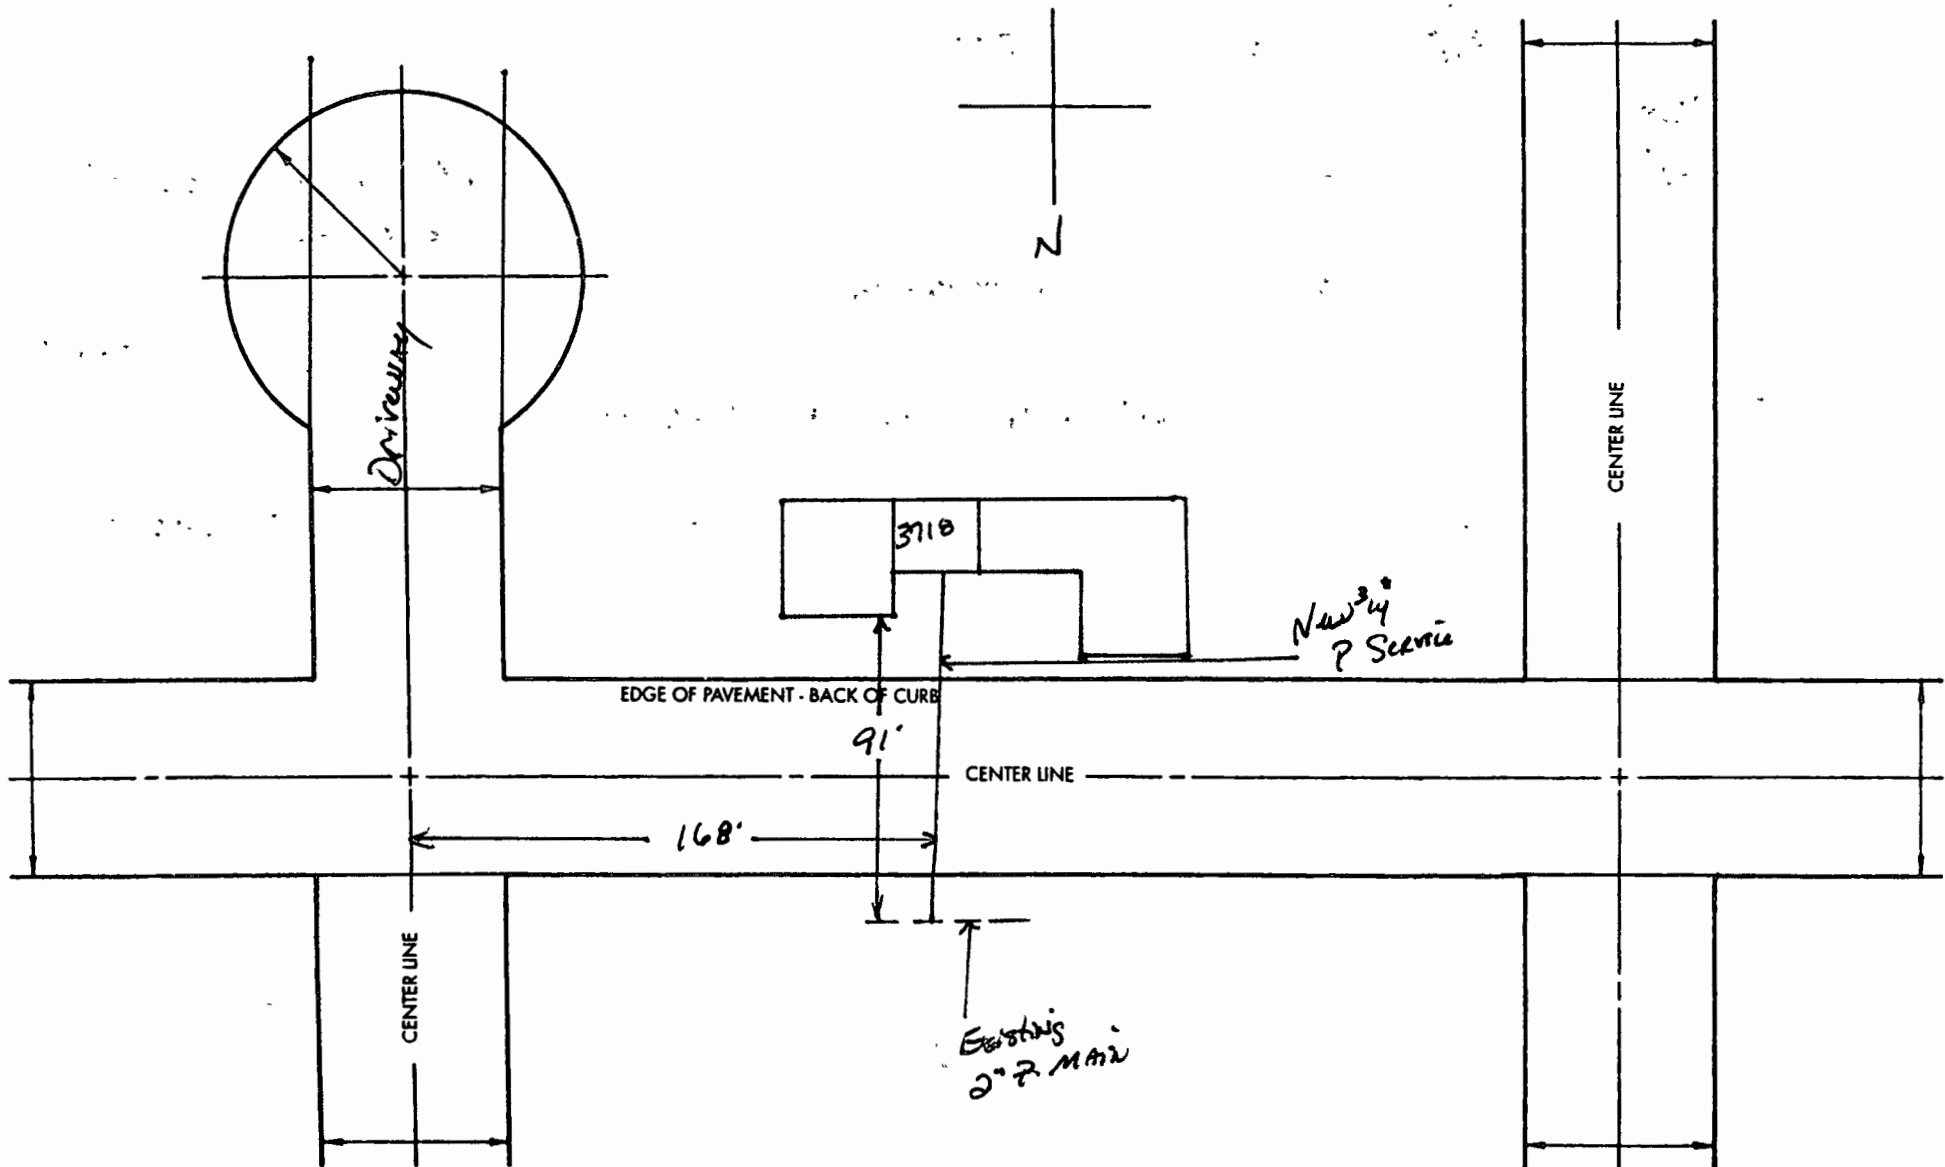 N
Driveway
CENTER LINE
3718
New 3/4"
P Service
EDGE OF PAVEMENT - BACK OF CURB
91'
CENTER LINE
168'
CENTER LINE
Existing
2" P. MAIN